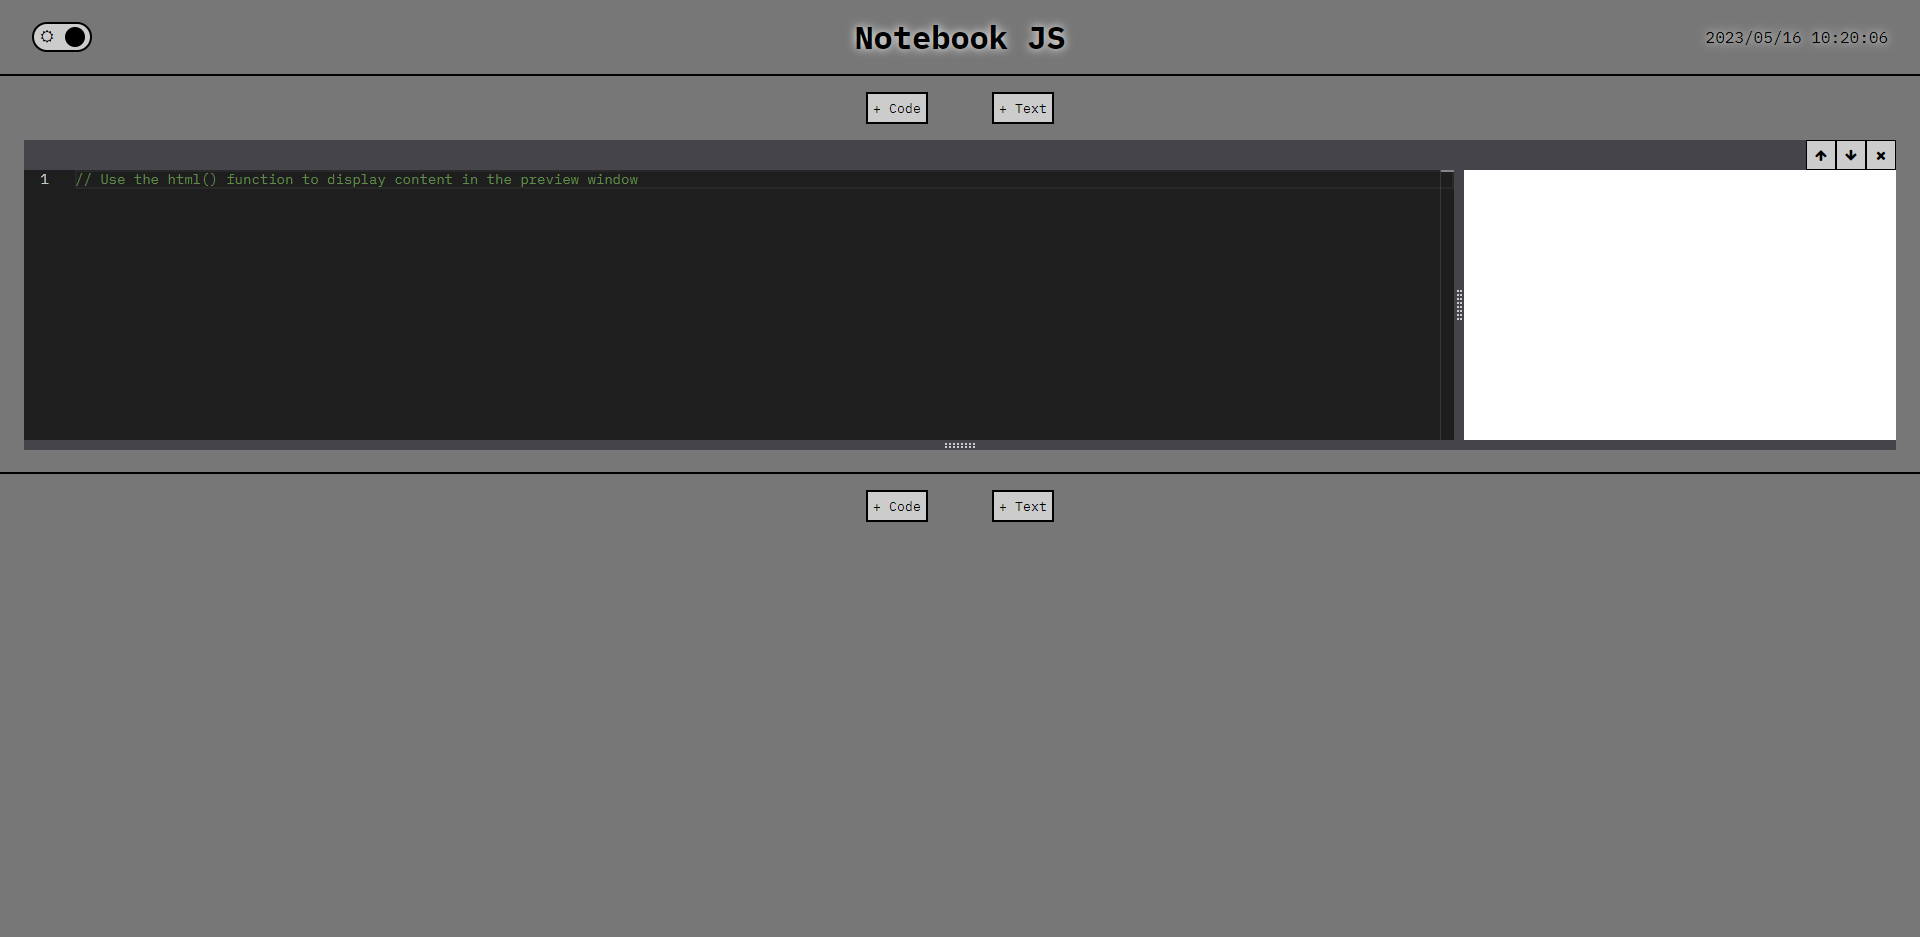 Notebook JS
2023/05/16 10:20:06
+ Code
+ Text
1 // Use the html() function to display content in the preview window
+ Code
+ Text